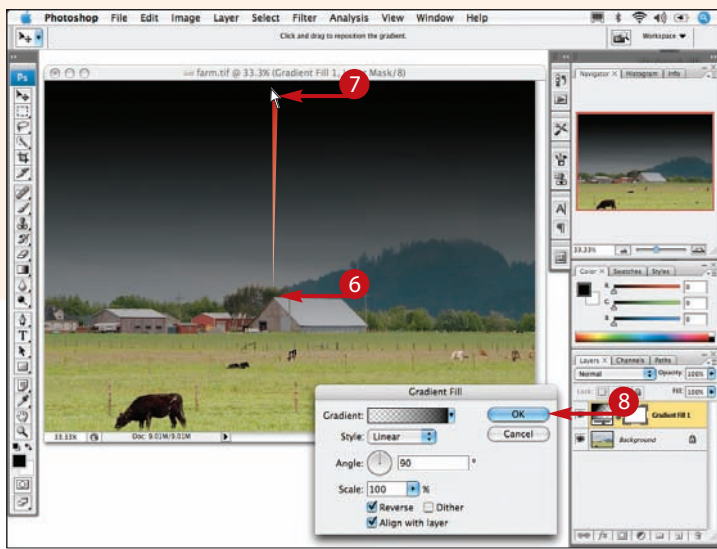 Photoshop File Edit Image Layer Select Filter Analysis View Window Help
Click and drag to reposition the gradient.
Workspace
Ps
farm.tif @ 33.3% (Gradient Fill 1, Layer Mask/8)
7
6
33.33%
Doc: 9.01M/9.01M
Navigator × Histogram Info
33.33%
Color × Swatches Styles
R 0
G 0
B 0
Layers × Channels Paths
Normal Opacity: 100%
Lock: Fill: 100%
Gradient Fill 1
Background
Gradient Fill
Gradient:
OK
8
Style: Linear
Cancel
Angle: 90 °
Scale: 100 %
Reverse Dither
Align with layer